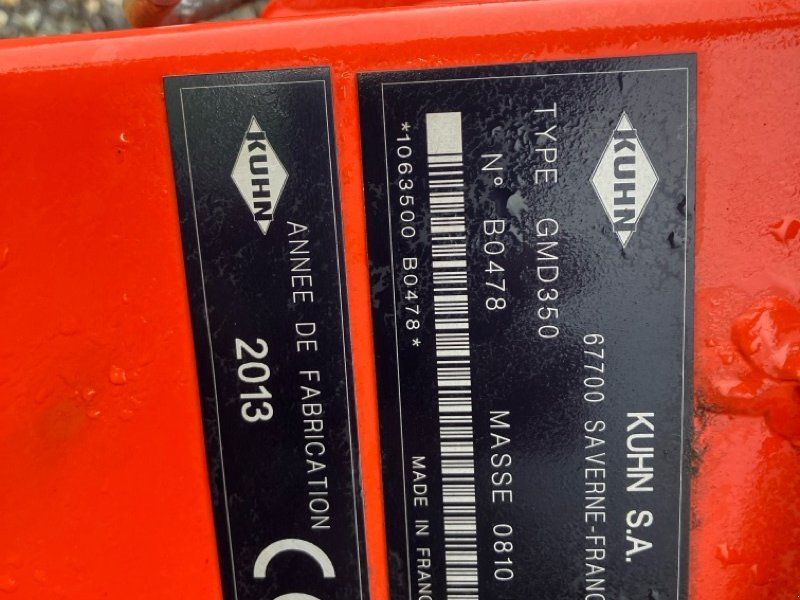 KUHN
KUHN S.A.
67700 SAVERNE-FRANC
TYPE GMD350
N° B0478 MASSE 0810
*1063500 B0478*
MADE IN FRANC
KUHN
ANNEE DE FABRICATION
2013
CE